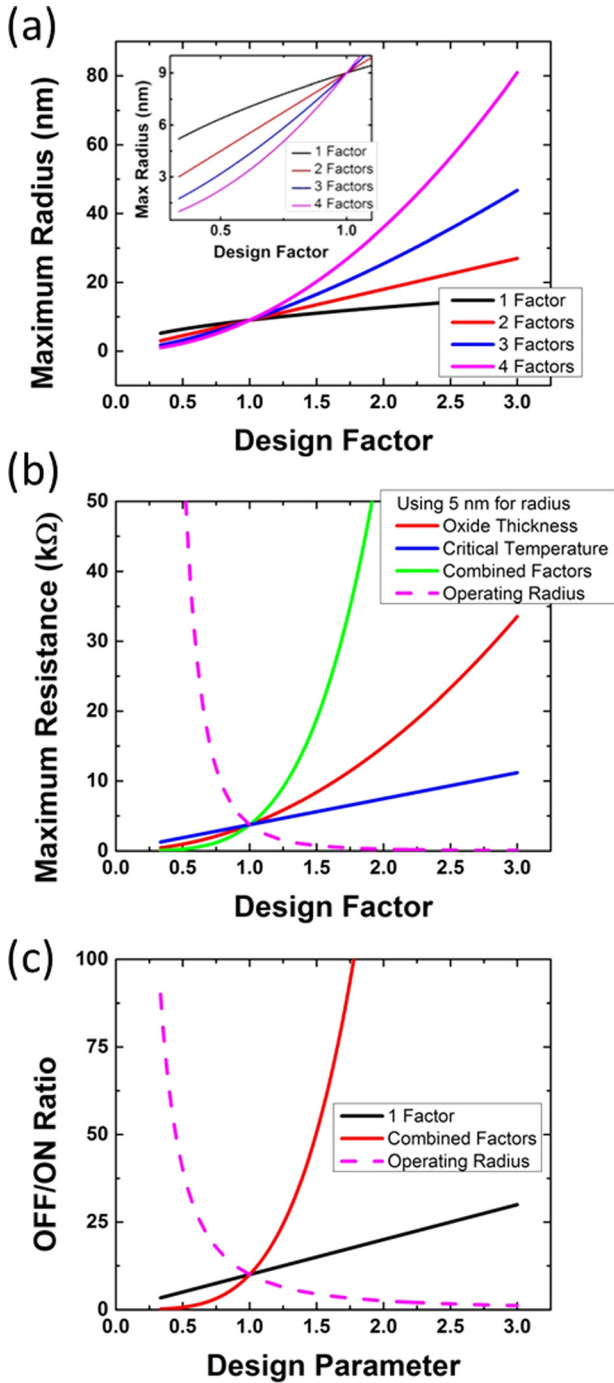 (a)
Maximum Radius (nm)
80
60
40
20
0
Max Radius (nm)
9
6
3
0.5
1.0
Design Factor
1 Factor
2 Factors
3 Factors
4 Factors
1 Factor
2 Factors
3 Factors
4 Factors
0.0
0.5
1.0
1.5
2.0
2.5
3.0
Design Factor
(b)
Maximum Resistance (kΩ)
50
40
30
20
10
0
Using 5 nm for radius
Oxide Thickness
Critical Temperature
Combined Factors
Operating Radius
0.0
0.5
1.0
1.5
2.0
2.5
3.0
Design Factor
(c)
OFF/ON Ratio
100
75
50
25
0
1 Factor
Combined Factors
Operating Radius
0.0
0.5
1.0
1.5
2.0
2.5
3.0
Design Parameter